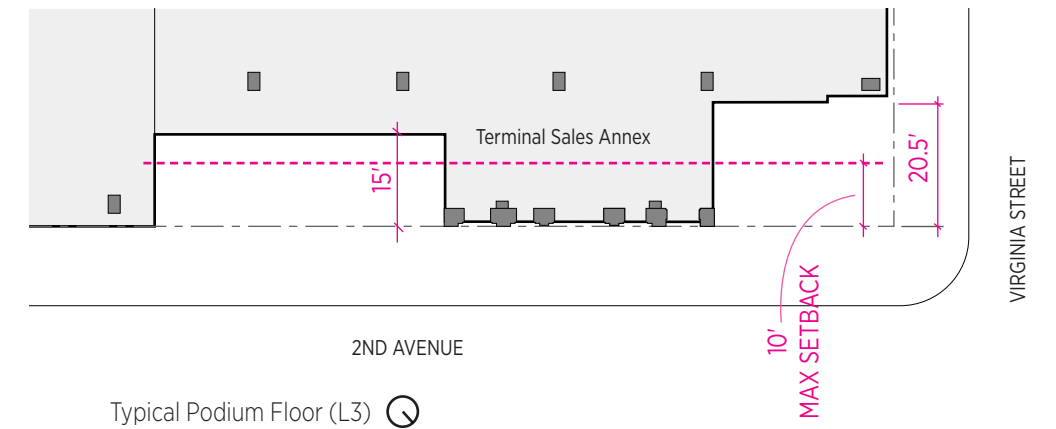 Terminal Sales Annex
15'
20.5'
VIRGINIA STREET
10'
MAX SETBACK
2ND AVENUE
Typical Podium Floor (L3)